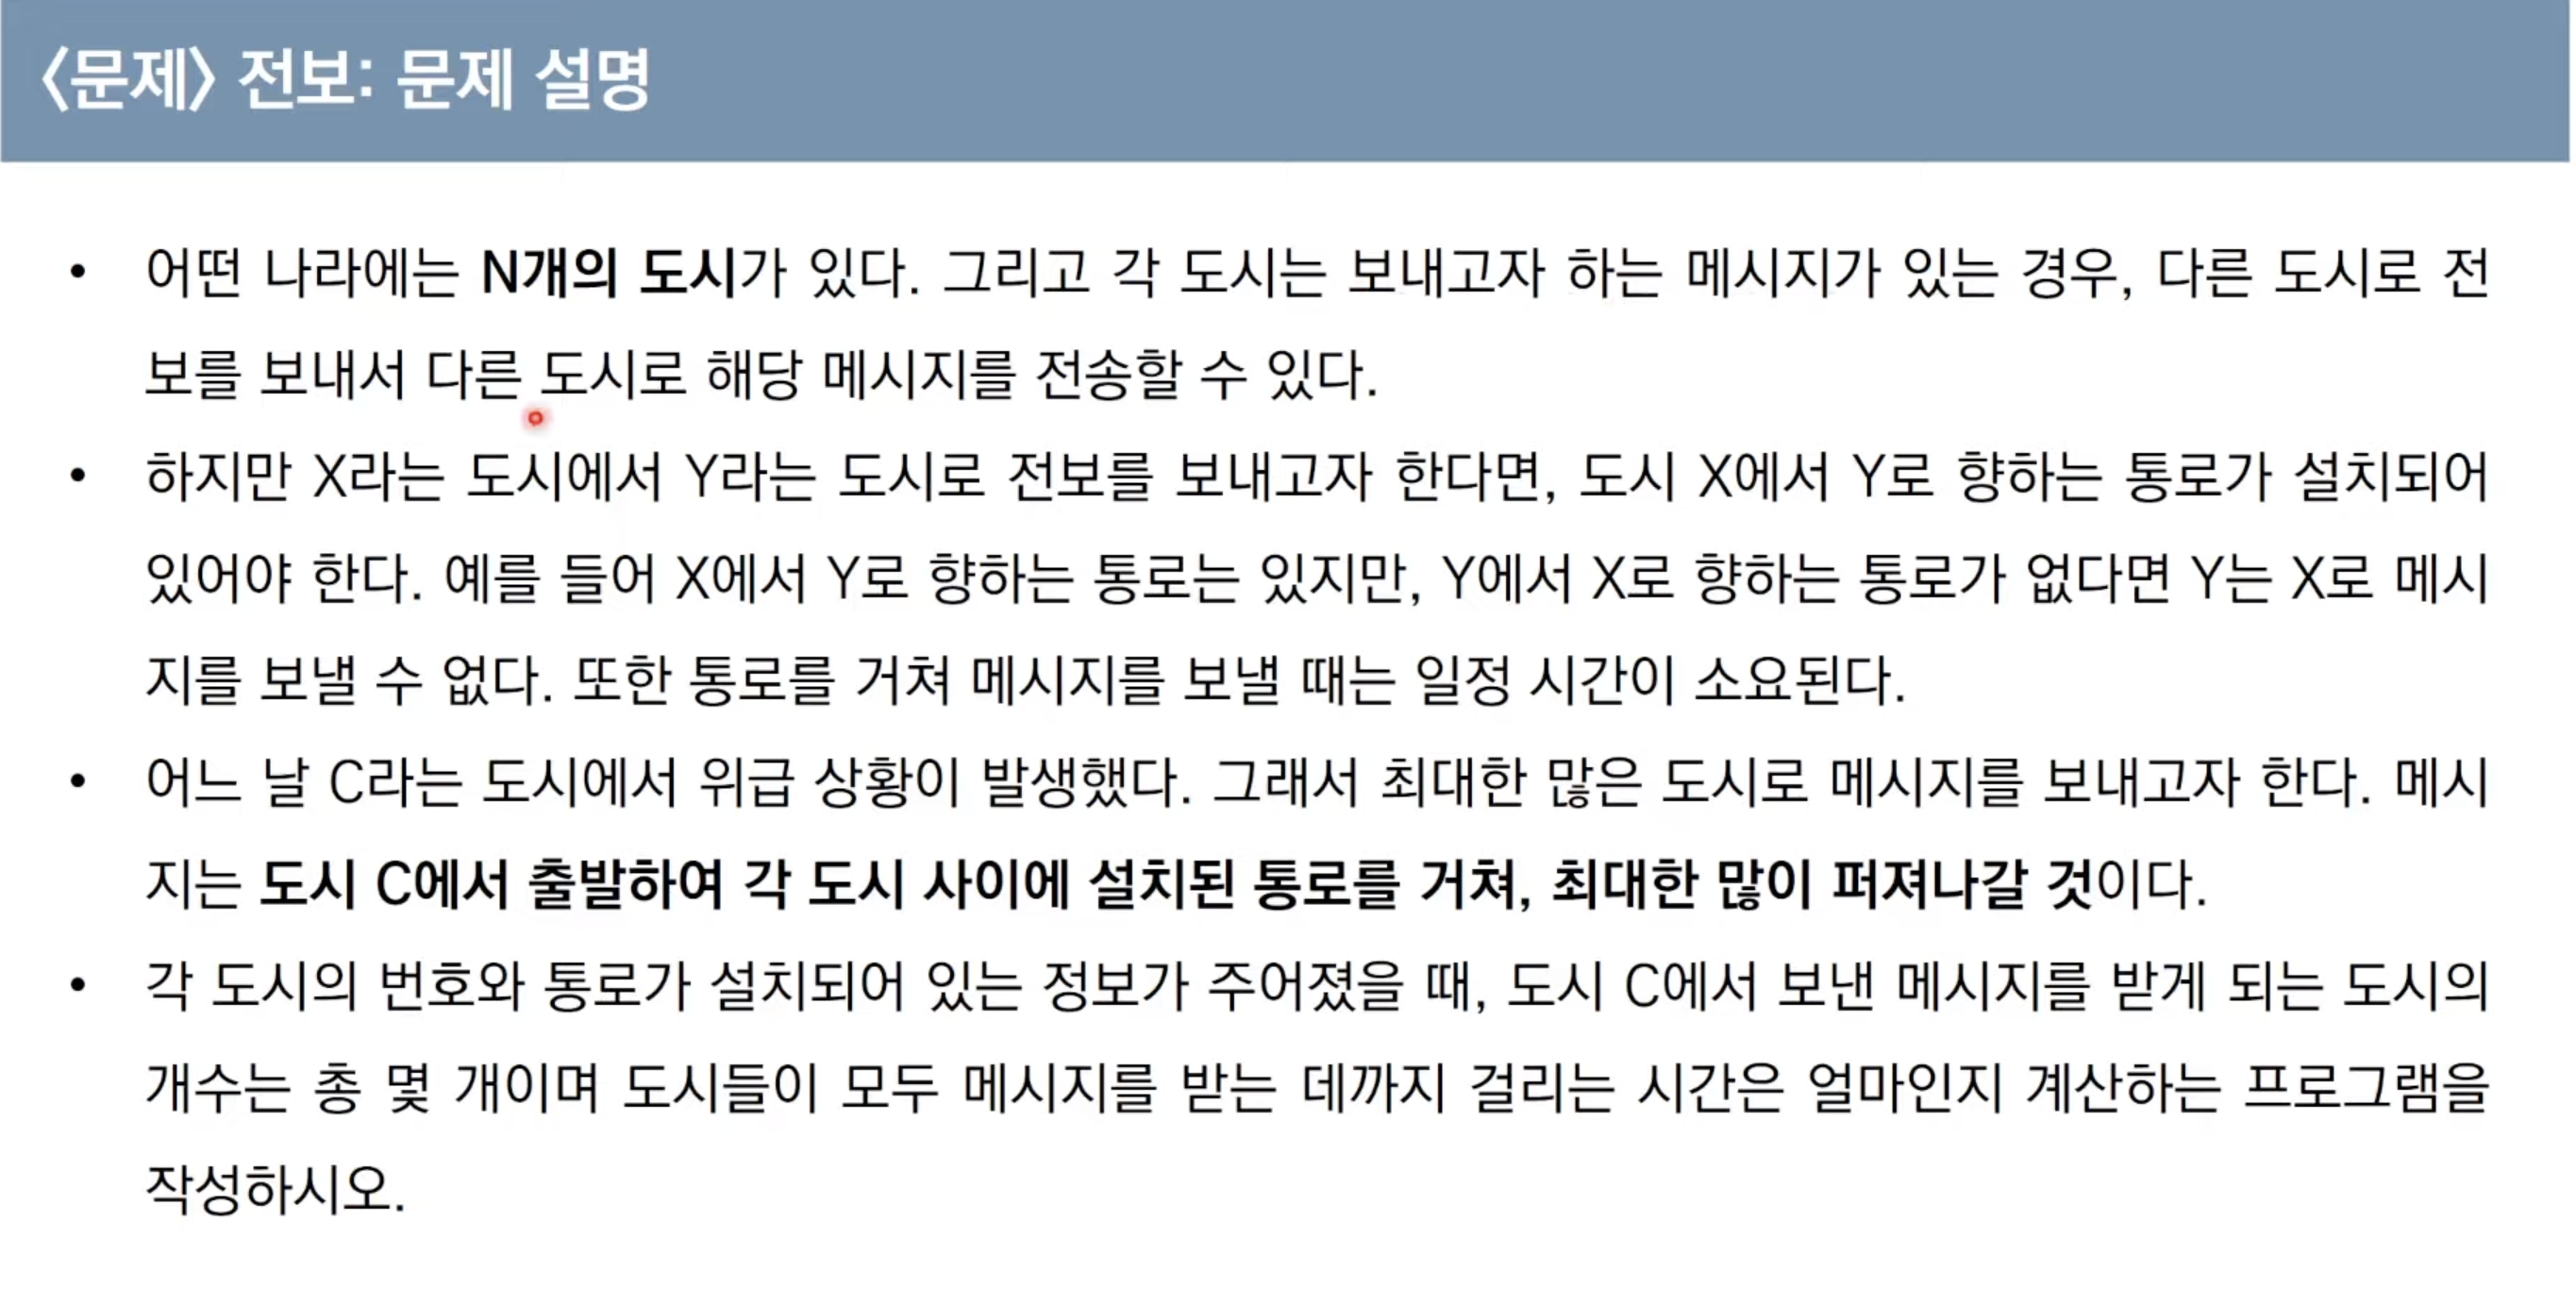 〈문제〉 전보: 문제 설명
• 어떤 나라에는 N개의 도시가 있다. 그리고 각 도시는 보내고자 하는 메시지가 있는 경우, 다른 도시로 전
보를 보내서 다른 도시로 해당 메시지를 전송할 수 있다.
• 하지만 X라는 도시에서 Y라는 도시로 전보를 보내고자 한다면, 도시 X에서 Y로 향하는 통로가 설치되어
있어야 한다. 예를 들어 X에서 Y로 향하는 통로는 있지만, Y에서 X로 향하는 통로가 없다면 Y는 X로 메시
지를 보낼 수 없다. 또한 통로를 거쳐 메시지를 보낼 때는 일정 시간이 소요된다.
• 어느 날 C라는 도시에서 위급 상황이 발생했다. 그래서 최대한 많은 도시로 메시지를 보내고자 한다. 메시
지는 도시 C에서 출발하여 각 도시 사이에 설치된 통로를 거쳐, 최대한 많이 퍼져나갈 것이다.
• 각 도시의 번호와 통로가 설치되어 있는 정보가 주어졌을 때, 도시 C에서 보낸 메시지를 받게 되는 도시의
개수는 총 몇 개이며 도시들이 모두 메시지를 받는 데까지 걸리는 시간은 얼마인지 계산하는 프로그램을
작성하시오.